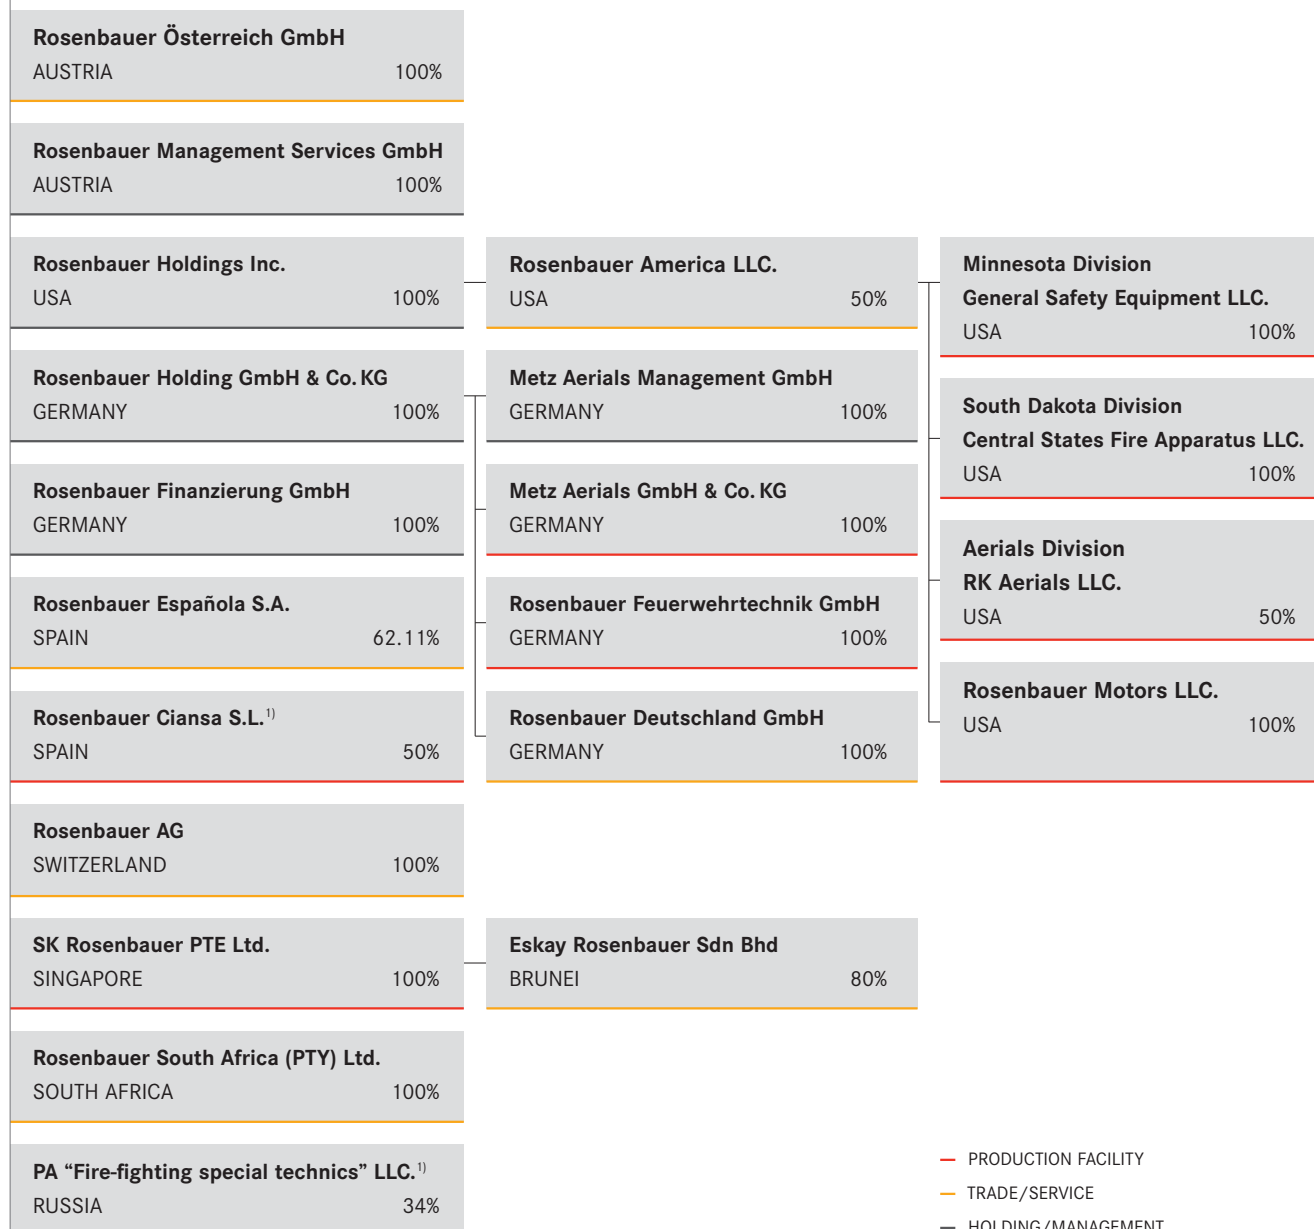 Rosenbauer Österreich GmbH
AUSTRIA 100%
Rosenbauer Management Services GmbH
AUSTRIA 100%
Rosenbauer Holdings Inc.
USA 100%
Rosenbauer Holding GmbH & Co. KG
GERMANY 100%
Rosenbauer Finanzierung GmbH
GERMANY 100%
Rosenbauer Española S.A.
SPAIN 62.11%
Rosenbauer Ciansa S.L.1)
SPAIN 50%
Rosenbauer AG
SWITZERLAND 100%
SK Rosenbauer PTE Ltd.
SINGAPORE 100%
Rosenbauer South Africa (PTY) Ltd.
SOUTH AFRICA 100%
PA “Fire-fighting special technics” LLC.1)
RUSSIA 34%
Rosenbauer America LLC.
USA 50%
Metz Aerials Management GmbH
GERMANY 100%
Metz Aerials GmbH & Co. KG
GERMANY 100%
Rosenbauer Feuerwehrtechnik GmbH
GERMANY 100%
Rosenbauer Deutschland GmbH
GERMANY 100%
Eskay Rosenbauer Sdn Bhd
BRUNEI 80%
Minnesota Division
General Safety Equipment LLC.
USA 100%
South Dakota Division
Central States Fire Apparatus LLC.
USA 100%
Aerials Division
RK Aerials LLC.
USA 50%
Rosenbauer Motors LLC.
USA 100%
PRODUCTION FACILITY
TRADE/SERVICE
HOLDING/MANAGEMENT